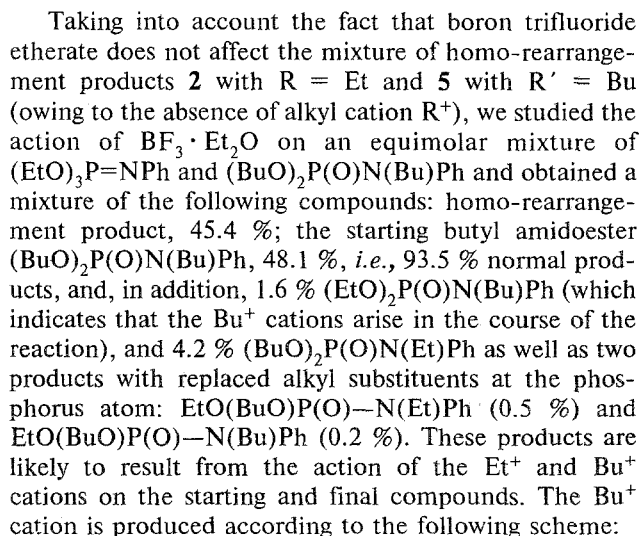 Taking into account the fact that boron trifluoride
etherate does not affect the mixture of homo-rearrange-
ment products 2 with R = Et and 5 with R′ = Bu
(owing to the absence of alkyl cation R⁺), we studied the
action of BF₃·Et₂O on an equimolar mixture of
(EtO)₃P=NPh and (BuO)₂P(O)N(Bu)Ph and obtained a
mixture of the following compounds: homo-rearrange-
ment product, 45.4 %; the starting butyl amidoester
(BuO)₂P(O)N(Bu)Ph, 48.1 %, i.e., 93.5 % normal prod-
ucts, and, in addition, 1.6 % (EtO)₂P(O)N(Bu)Ph (which
indicates that the Bu⁺ cations arise in the course of the
reaction), and 4.2 % (BuO)₂P(O)N(Et)Ph as well as two
products with replaced alkyl substituents at the phos-
phorus atom: EtO(BuO)P(O)—N(Et)Ph (0.5 %) and
EtO(BuO)P(O)—N(Bu)Ph (0.2 %). These products are
likely to result from the action of the Et⁺ and Bu⁺
cations on the starting and final compounds. The Bu⁺
cation is produced according to the following scheme: